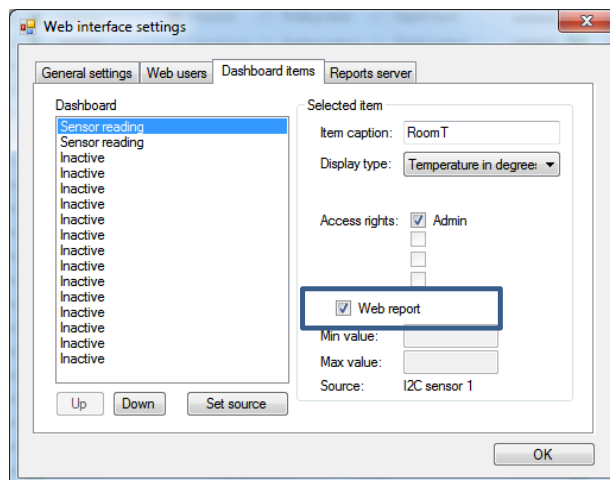 Web interface settings
General settings Web users Dashboard items Reports server
Dashboard
Sensor reading
Sensor reading
Inactive
Inactive
Inactive
Inactive
Inactive
Inactive
Inactive
Inactive
Inactive
Inactive
Inactive
Inactive
Inactive
Inactive
Up Down Set source
Selected item
Item caption: RoomT
Display type: Temperature in degree:
Access rights: Admin
Web report
Min value:
Max value:
Source: I2C sensor 1
OK